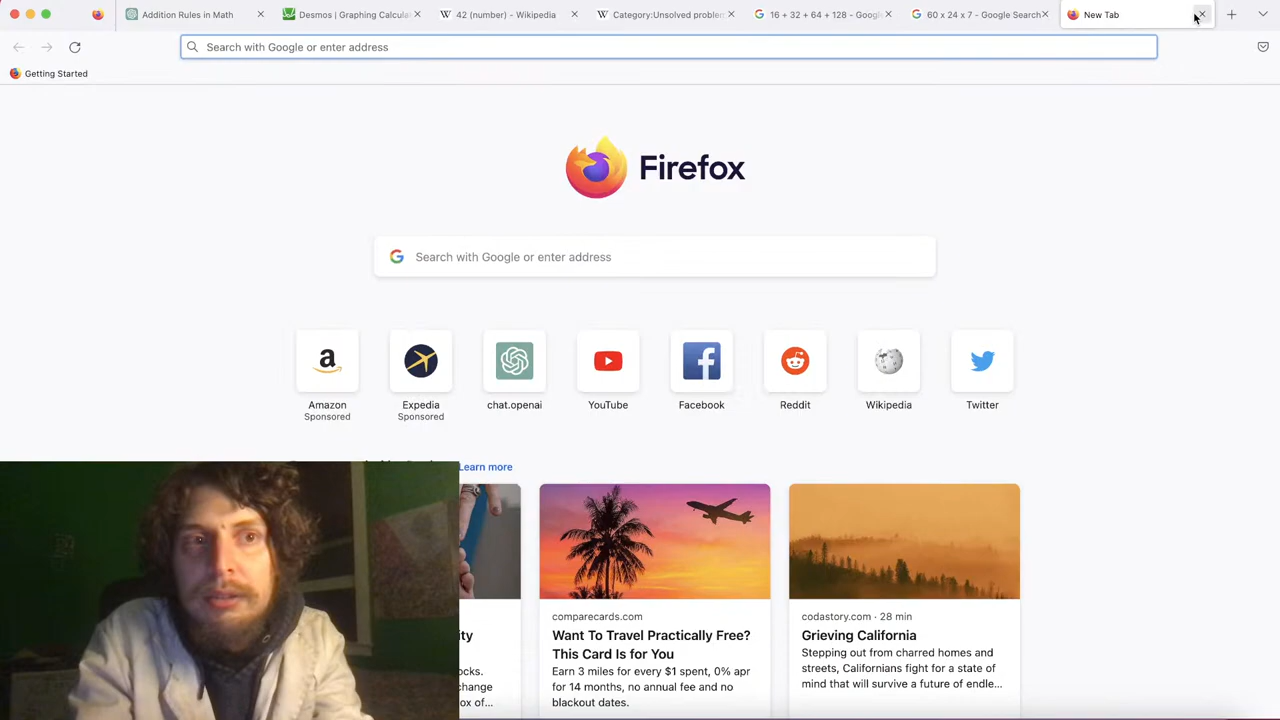 Addition Rules in Math
Desmos | Graphing Calcula
42 (number) - Wikipedia
Category:Unsolved problem
16 + 32 + 64 + 128 - Googl
60 x 24 x 7 - Google Search
New Tab
Search with Google or enter address
Getting Started
Firefox
Search with Google or enter address
a
Amazon
Sponsored
Expedia
Sponsored
chat.openai
YouTube
Facebook
Reddit
Wikipedia
Twitter
Learn more
ity
ocks.
change
ox of...
comparecards.com
Want To Travel Practically Free?
This Card Is for You
Earn 3 miles for every $1 spent, 0% apr
for 14 months, no annual fee and no
blackout dates.
codastory.com · 28 min
Grieving California
Stepping out from charred homes and
streets, Californians fight for a state of
mind that will survive a future of endle...